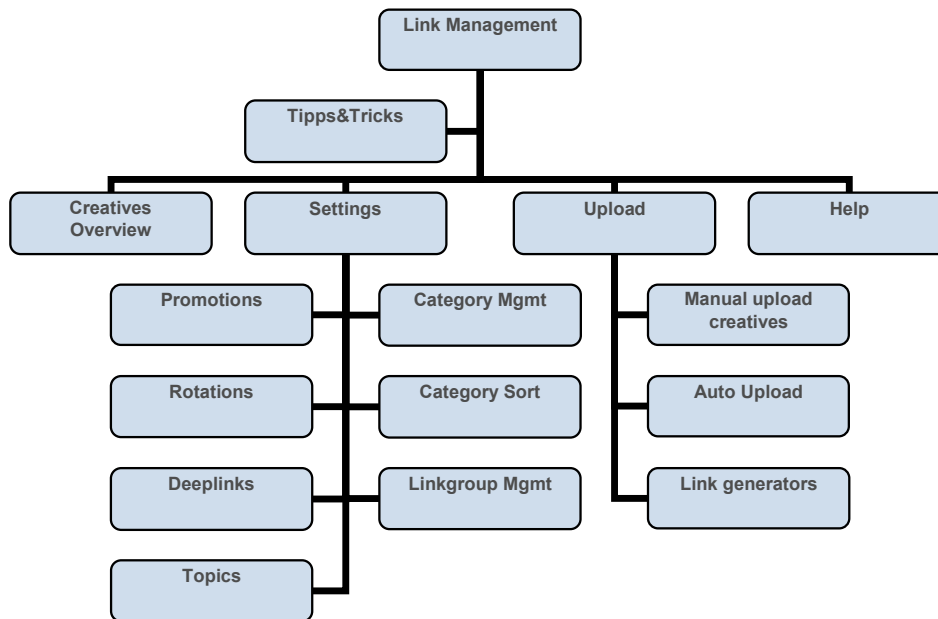 Link Management
Tipps&Tricks
Creatives
Overview
Settings
Upload
Help
Promotions
Category Mgmt
Manual upload
creatives
Rotations
Category Sort
Auto Upload
Deeplinks
Linkgroup Mgmt
Link generators
Topics